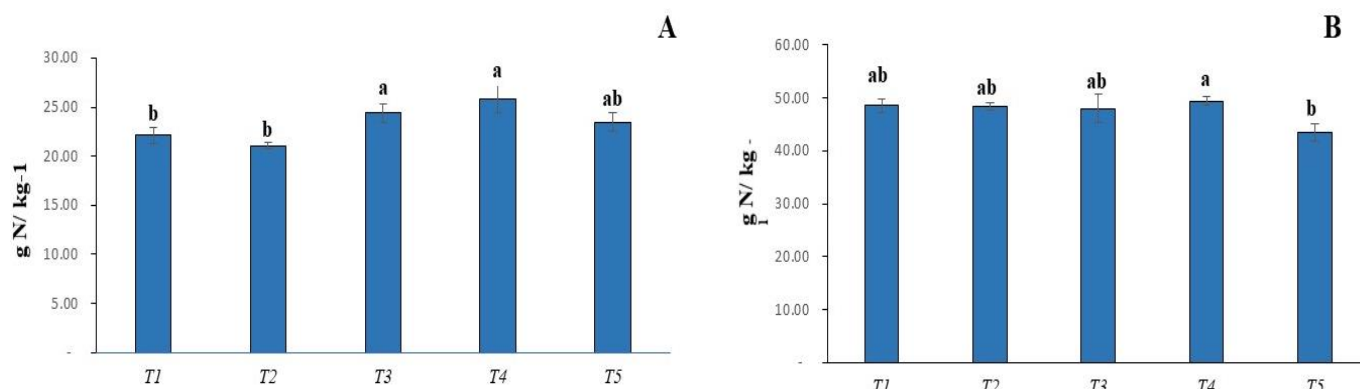 A
30.00
25.00
20.00
15.00
10.00
5.00
-
g N/ kg-1
b
b
a
a
ab
T1
T2
T3
T4
T5
B
60.00
50.00
40.00
30.00
20.00
10.00
-
g N/ kg -
1
ab
ab
ab
a
b
T1
T2
T3
T4
T5